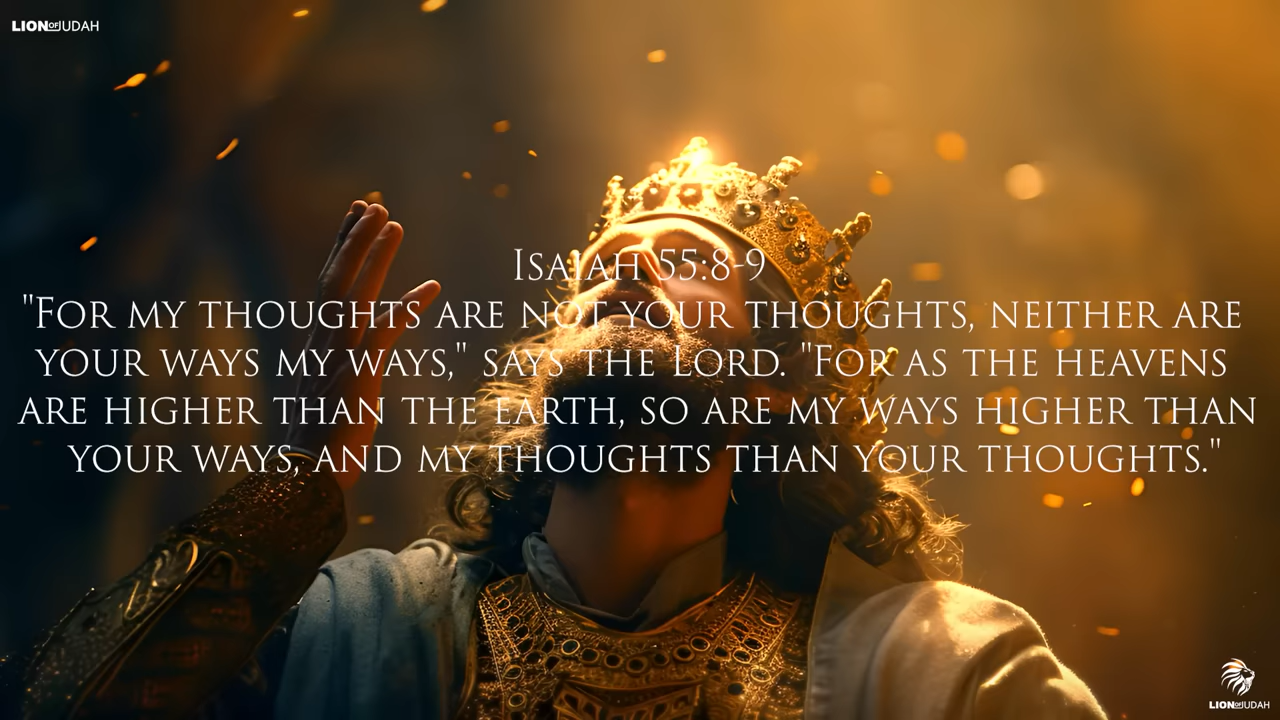 LION OF JUDAH
Isaiah 55:8-9
"For my thoughts are not your thoughts, neither are
your ways my ways," says the Lord. "For as the heavens
are higher than the earth, so are my ways higher than
your ways, and my thoughts than your thoughts."
LION OF JUDAH